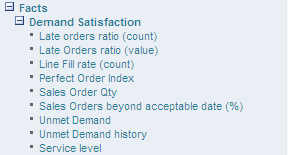 Facts
Demand Satisfaction
Late orders ratio (count)
Late Orders ratio (value)
Line Fill rate (count)
Perfect Order Index
Sales Order Qty
Sales Orders beyond acceptable date (%)
Unmet Demand
Unmet Demand history
Service level